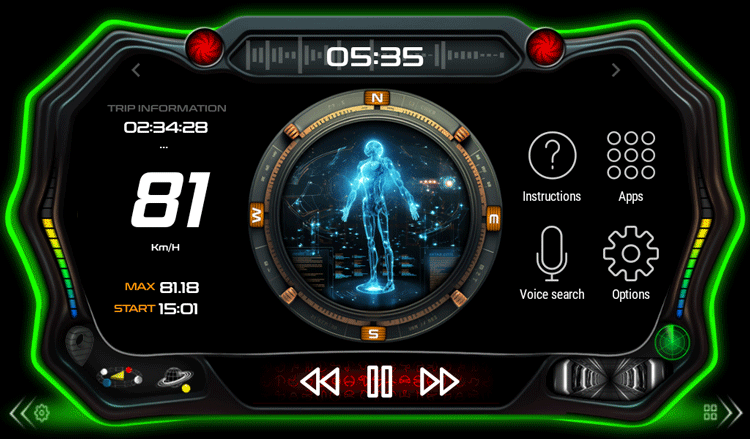 05:35
TRIP INFORMATION
02:34:28
...
81
Km/H
MAX 81.18
START 15:01
N
W
E
S
Instructions
Apps
Voice search
Options